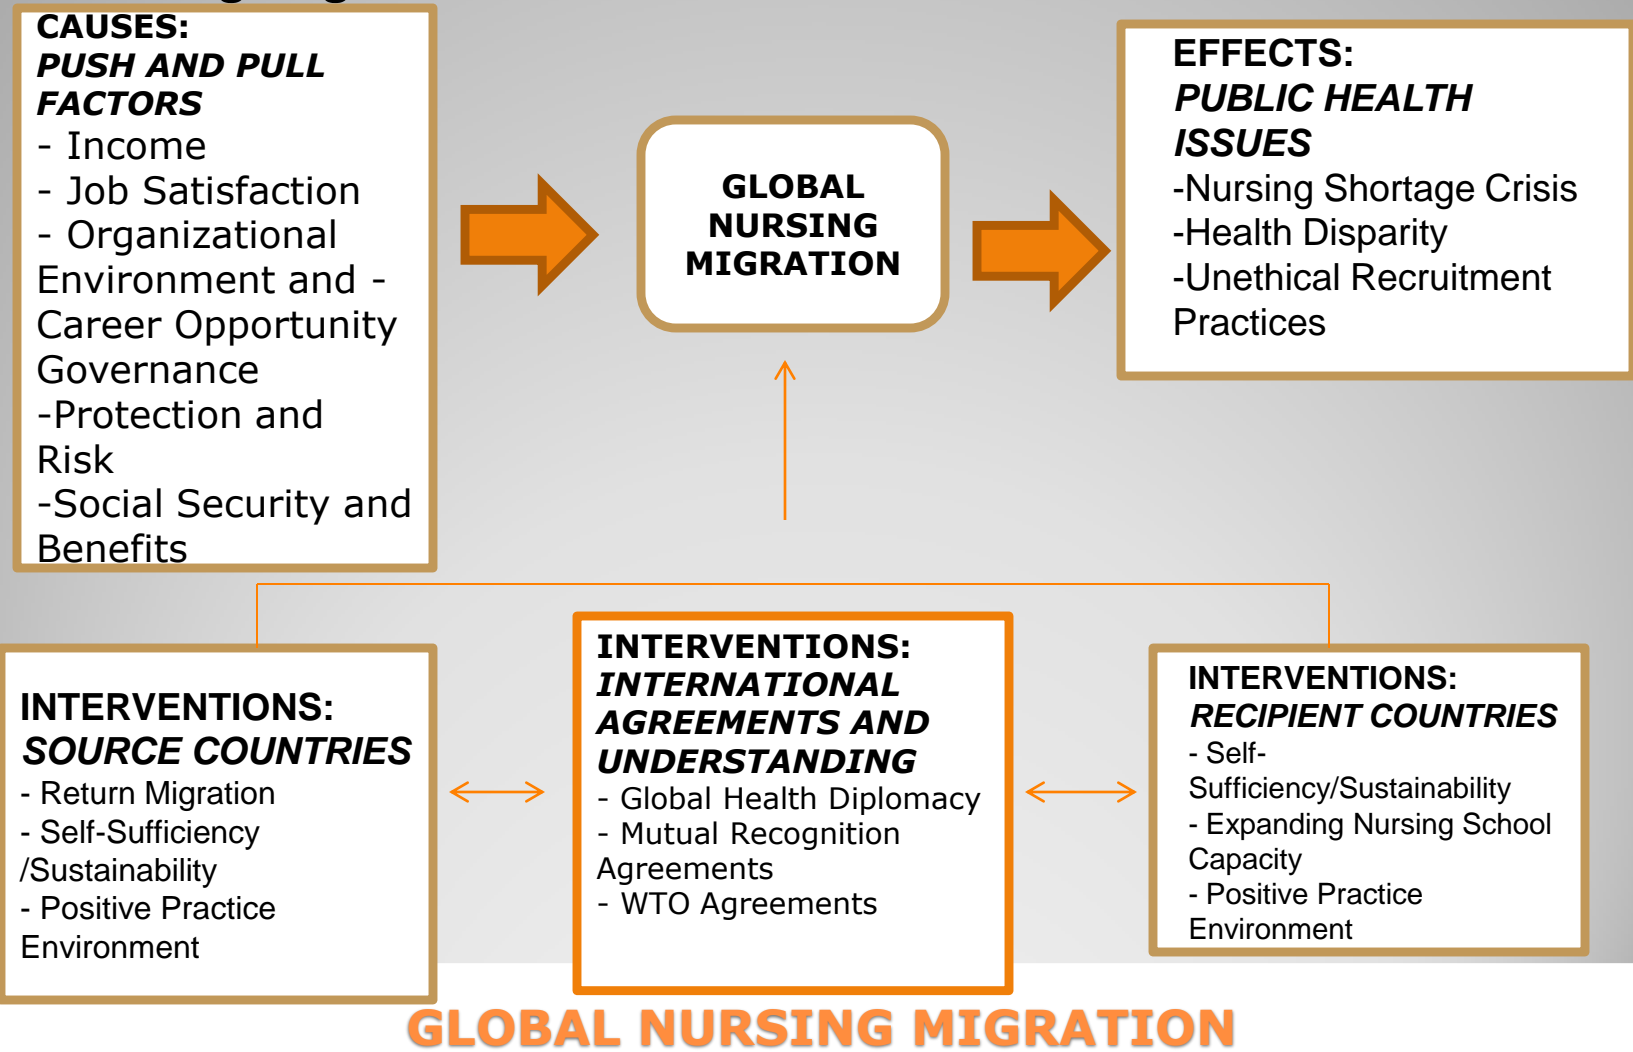 CAUSES:
PUSH AND PULL
FACTORS
- Income
- Job Satisfaction
- Organizational
Environment and -
Career Opportunity
Governance
-Protection and
Risk
-Social Security and
Benefits
GLOBAL
NURSING
MIGRATION
EFFECTS:
PUBLIC HEALTH
ISSUES
-Nursing Shortage Crisis
-Health Disparity
-Unethical Recruitment
Practices
INTERVENTIONS:
SOURCE COUNTRIES
- Return Migration
- Self-Sufficiency
/Sustainability
- Positive Practice
Environment
INTERVENTIONS:
INTERNATIONAL
AGREEMENTS AND
UNDERSTANDING
- Global Health Diplomacy
- Mutual Recognition
Agreements
- WTO Agreements
INTERVENTIONS:
RECIPIENT COUNTRIES
- Self-
Sufficiency/Sustainability
- Expanding Nursing School
Capacity
- Positive Practice
Environment
GLOBAL NURSING MIGRATION